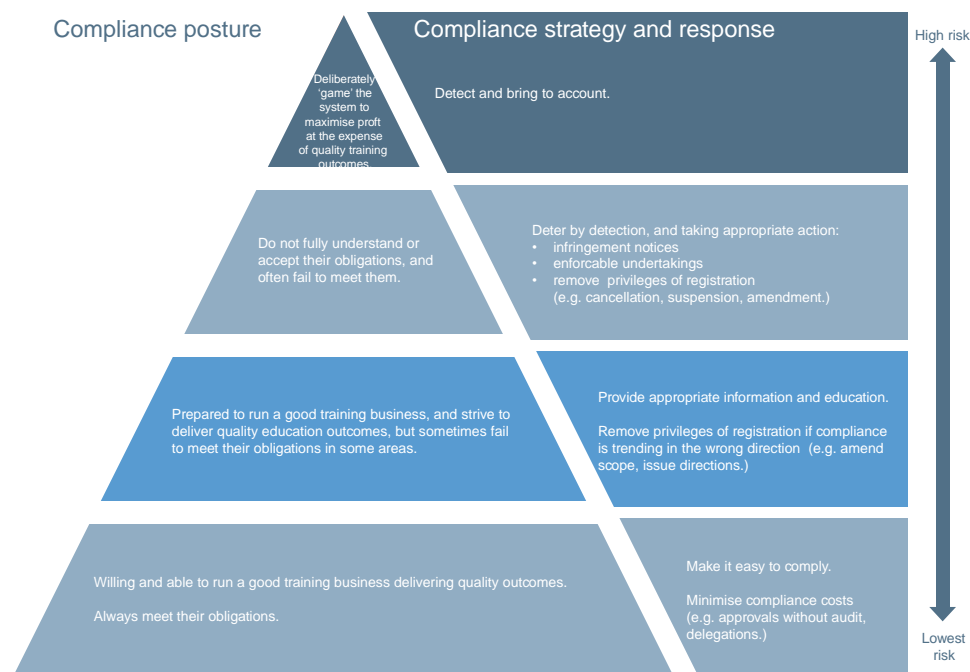 Compliance posture
Compliance strategy and response
High risk
Deliberately
‘game’ the
system to
maximise proft
at the expense
of quality training
outcomes.
Detect and bring to account.
Do not fully understand or
accept their obligations, and
often fail to meet them.
Deter by detection, and taking appropriate action:
• infringement notices
• enforcable undertakings
• remove privileges of registration
(e.g. cancellation, suspension, amendment.)
Prepared to run a good training business, and strive to
deliver quality education outcomes, but sometimes fail
to meet their obligations in some areas.
Provide appropriate information and education.
Remove privileges of registration if compliance
is trending in the wrong direction (e.g. amend
scope, issue directions.)
Willing and able to run a good training business delivering quality outcomes.
Always meet their obligations.
Make it easy to comply.
Minimise compliance costs
(e.g. approvals without audit,
delegations.)
Lowest
risk